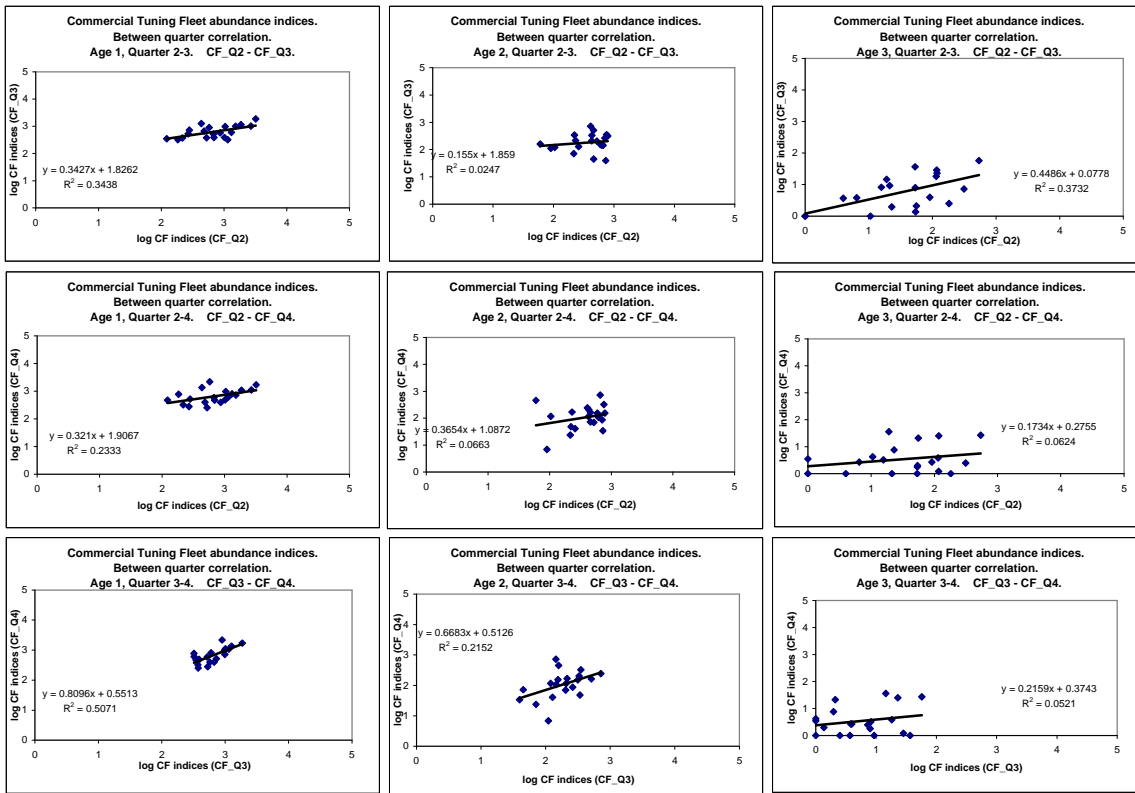 Commercial Tuning Fleet abundance indices.
Between quarter correlation.
Age 1, Quarter 2-3. CF_Q2 - CF_Q3.
log CF indices (CF_Q3)
5
4
3
2
1
0
y = 0.3427x + 1.8262
R² = 0.3438
0 1 2 3 4 5
log CF indices (CF_Q2)
Commercial Tuning Fleet abundance indices.
Between quarter correlation.
Age 2, Quarter 2-3. CF_Q2 - CF_Q3.
log CF indices (CF_Q3)
5
4
3
2
1
0
y = 0.155x + 1.859
R² = 0.0247
0 1 2 3 4 5
log CF indices (CF_Q2)
Commercial Tuning Fleet abundance indices.
Between quarter correlation.
Age 3, Quarter 2-3. CF_Q2 - CF_Q3.
log CF indices (CF_Q3)
5
4
3
2
1
0
y = 0.4486x + 0.0778
R² = 0.3732
0 1 2 3 4 5
log CF indices (CF_Q2)
Commercial Tuning Fleet abundance indices.
Between quarter correlation.
Age 1, Quarter 2-4. CF_Q2 - CF_Q4.
log CF indices (CF_Q4)
5
4
3
2
1
0
y = 0.321x + 1.9067
R² = 0.2333
0 1 2 3 4 5
log CF indices (CF_Q2)
Commercial Tuning Fleet abundance indices.
Between quarter correlation.
Age 2, Quarter 2-4. CF_Q2 - CF_Q4.
log CF indices (CF_Q4)
5
4
3
2
1
0
y = 0.3654x + 1.0872
R² = 0.0663
0 1 2 3 4 5
log CF indices (CF_Q2)
Commercial Tuning Fleet abundance indices.
Between quarter correlation.
Age 3, Quarter 2-4. CF_Q2 - CF_Q4.
log CF indices (CF_Q4)
5
4
3
2
1
0
y = 0.1734x + 0.2755
R² = 0.0624
0 1 2 3 4 5
log CF indices (CF_Q2)
Commercial Tuning Fleet abundance indices.
Between quarter correlation.
Age 1, Quarter 3-4. CF_Q3 - CF_Q4.
log CF indices (CF_Q4)
5
4
3
2
1
0
y = 0.8096x + 0.5513
R² = 0.5071
0 1 2 3 4 5
log CF indices (CF_Q3)
Commercial Tuning Fleet abundance indices.
Between quarter correlation.
Age 2, Quarter 3-4. CF_Q3 - CF_Q4.
log CF indices (CF_Q4)
5
4
3
2
1
0
y = 0.6683x + 0.5126
R² = 0.2152
0 1 2 3 4 5
log CF indices (CF_Q3)
Commercial Tuning Fleet abundance indices.
Between quarter correlation.
Age 3, Quarter 3-4. CF_Q3 - CF_Q4.
log CF indices (CF_Q4)
5
4
3
2
1
0
y = 0.2159x + 0.3743
R² = 0.0521
0 1 2 3 4 5
log CF indices (CF_Q3)